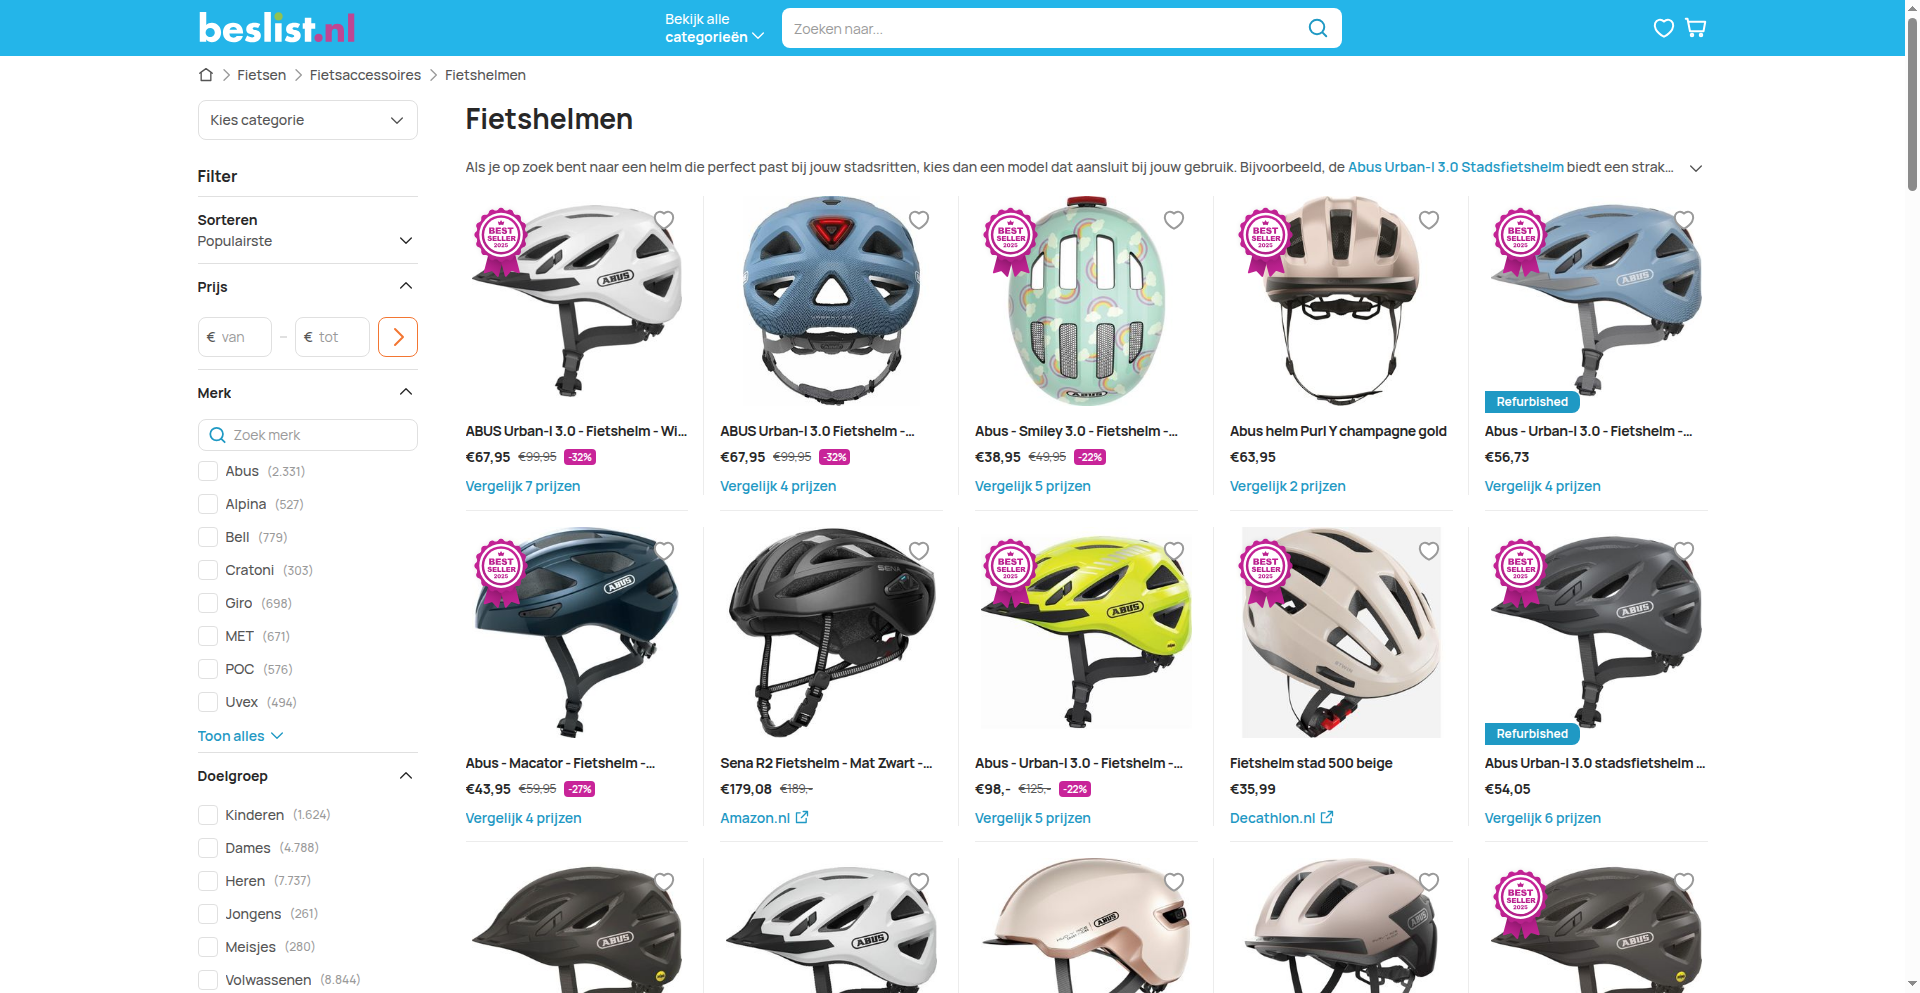 beslist.nl
Bekijk alle
categorieën
Zoeken naar...
Fietsen
Fietsaccessoires
Fietshelmen
Kies categorie
Filter
Sorteren
Populairste
Prijs
€ van
–
€ tot
Merk
Zoek merk
Abus (2.331)
Alpina (527)
Bell (779)
Cratoni (303)
Giro (698)
MET (671)
POC (576)
Uvex (494)
Toon alles
Doelgroep
Kinderen (1.624)
Dames (4.788)
Heren (7.737)
Jongens (261)
Meisjes (280)
Volwassenen (8.844)
Fietshelmen
Als je op zoek bent naar een helm die perfect past bij jouw stadsritten, kies dan een model dat aansluit bij jouw gebruik. Bijvoorbeeld, de Abus Urban-I 3.0 Stadsfietshelm biedt een strak...
BEST
SELLER
2025
ABUS
ABUS Urban-I 3.0 - Fietshelm - Wi...
€67,95 €99,95 -32%
Vergelijk 7 prijzen
ABUS Urban-I 3.0 Fietshelm -...
€67,95 €99,95 -32%
Vergelijk 4 prijzen
BEST
SELLER
2025
ABUS
Abus - Smiley 3.0 - Fietshelm -...
€38,95 €49,95 -22%
Vergelijk 5 prijzen
BEST
SELLER
2025
Abus helm Purl Y champagne gold
€63,95
Vergelijk 2 prijzen
BEST
SELLER
2025
ABUS
Refurbished
Abus - Urban-I 3.0 - Fietshelm -...
€56,73
Vergelijk 4 prijzen
BEST
SELLER
2025
ABUS
Abus - Macator - Fietshelm -...
€43,95 €59,95 -27%
Vergelijk 4 prijzen
SENA
Sena R2 Fietshelm - Mat Zwart -...
€179,08 €189,-
Amazon.nl
BEST
SELLER
2025
ABUS
Abus - Urban-I 3.0 - Fietshelm -...
€98,- €125,- -22%
Vergelijk 5 prijzen
BEST
SELLER
2025
Fietshelm stad 500 beige
€35,99
Decathlon.nl
BEST
SELLER
2025
ABUS
Refurbished
Abus Urban-I 3.0 stadsfietshelm ...
€54,05
Vergelijk 6 prijzen
ABUS
ABUS
ABUS
ABUS
BEST
SELLER
2025
ABUS